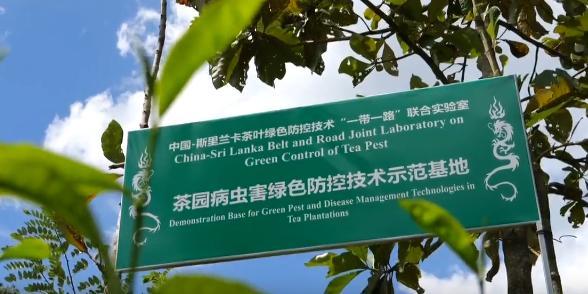 中国-斯里兰卡茶叶绿色防控技术“一带一路”联合实验室
China-Sri Lanka Belt and Road Joint Laboratory on
Green Control of Tea Pest
茶园病虫害绿色防控技术示范基地
Demonstration Base for Green Pest and Disease Management Technologies in
Tea Plantations